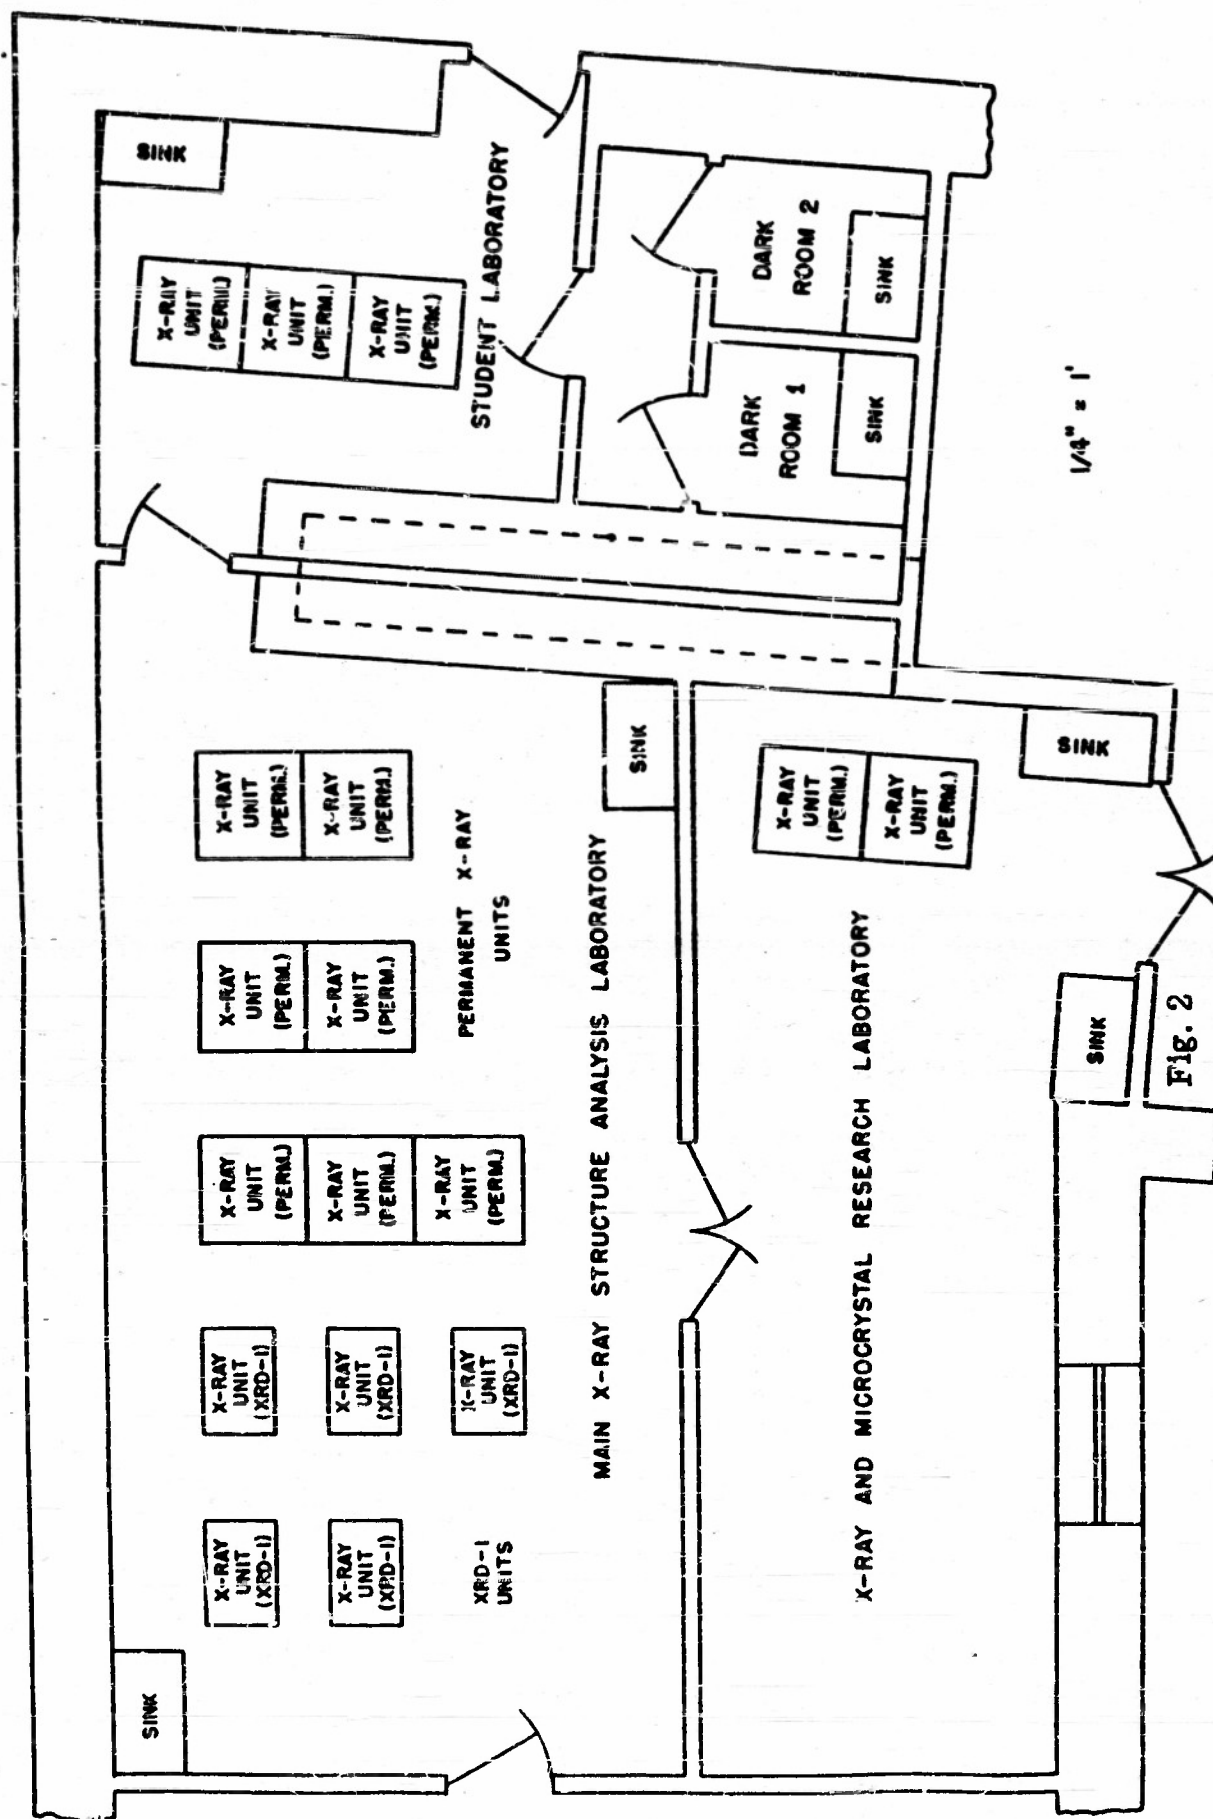 SINK
X-RAY
UNIT
(PERM.)
X-RAY
UNIT
(PERM.)
X-RAY
UNIT
(PERM.)
STUDENT LABORATORY
DARK
ROOM 2
SINK
DARK
ROOM 1
SINK
1/4" = 1'
X-RAY
UNIT
(PERM.)
X-RAY
UNIT
(PERM.)
X-RAY
UNIT
(PERM.)
X-RAY
UNIT
(PERM.)
PERMANENT X-RAY
UNITS
X-RAY
UNIT
(PERM.)
X-RAY
UNIT
(PERM.)
X-RAY
UNIT
(PERM.)
X-RAY
UNIT
(XRD-1)
X-RAY
UNIT
(XRD-1)
X-RAY
UNIT
(XRD-1)
X-RAY
UNIT
(XRD-1)
X-RAY
UNIT
(XRD-1)
XRD-1
UNITS
SINK
SINK
MAIN X-RAY STRUCTURE ANALYSIS LABORATORY
X-RAY
UNIT
(PERM.)
X-RAY
UNIT
(PERM.)
SINK
SINK
X-RAY AND MICROCRYSTAL RESEARCH LABORATORY
Fig. 2